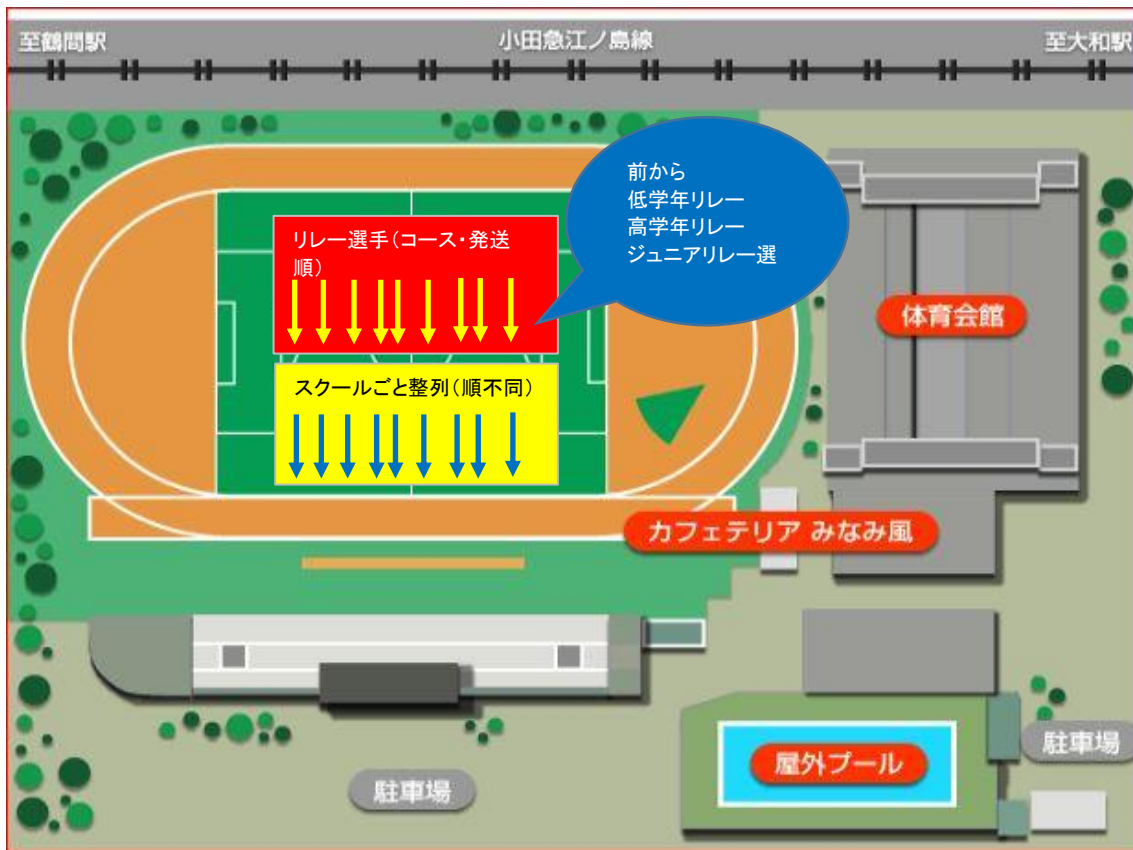 至鶴間駅
小田急江ノ島線
至大和駅
前から
低学年リレー
高学年リレー
ジュニアリレー選
リレー選手(コース・発送
順)
体育会館
スクールごと整列(順不同)
カフェテリア みなみ風
駐車場
屋外プール
駐車場